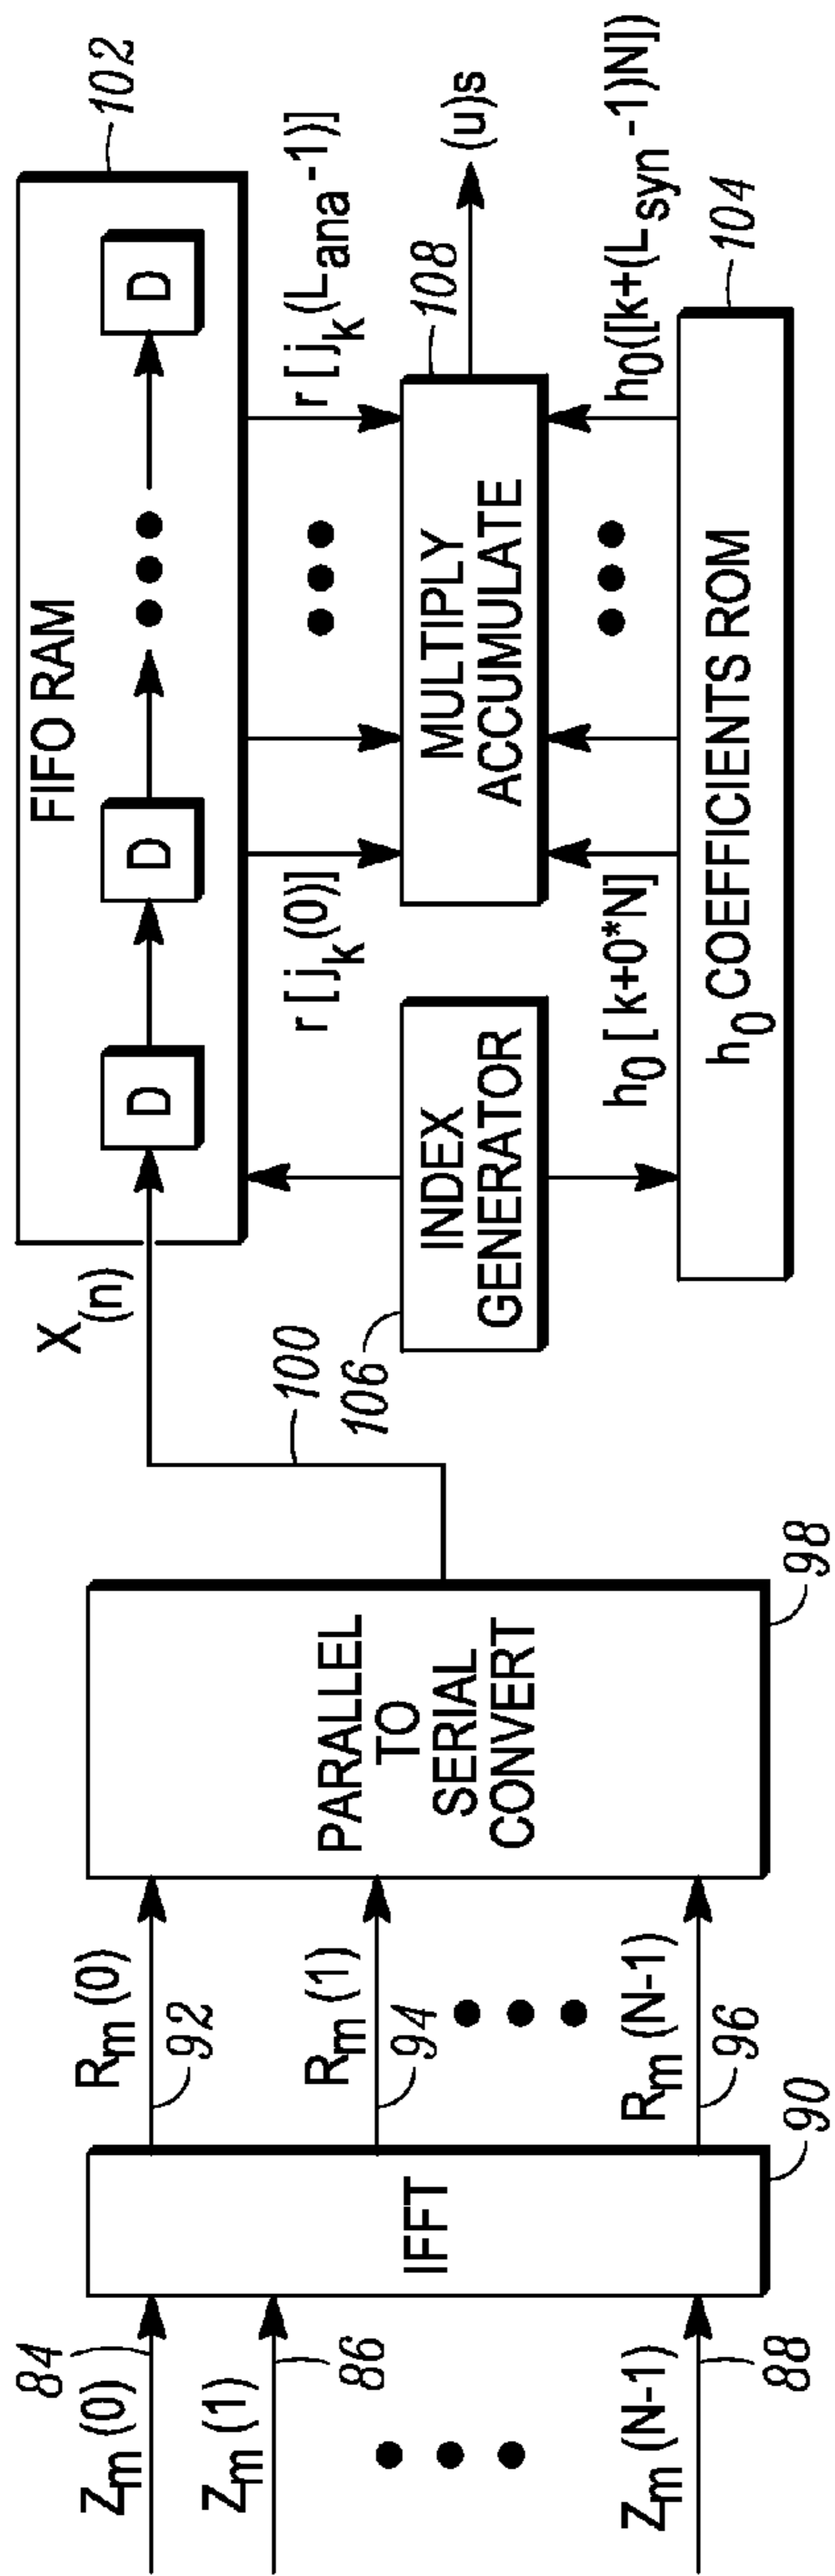 Zm (0)
84
Zm (1)
86
Zm (N-1)
88
IFFT
90
Rm (0)
92
Rm (1)
94
Rm (N-1)
96
PARALLEL
TO
SERIAL
CONVERT
98
100
X(n)
FIFO RAM
102
D
D
D
r [ jk (0)]
r [ jk (Lana -1)]
INDEX
GENERATOR
106
MULTIPLY
ACCUMULATE
108
(u)s
h0 [ k+0*N]
h0([k+(Lsyn -1)N])
h0 COEFFICIENTS ROM
104